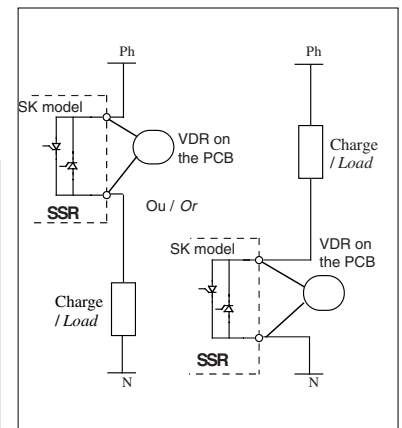 Ph
SK model
VDR on
the PCB
SSR
Ou / Or
Charge
/ Load
N
Ph
Charge
/ Load
SK model
VDR on
the PCB
SSR
N